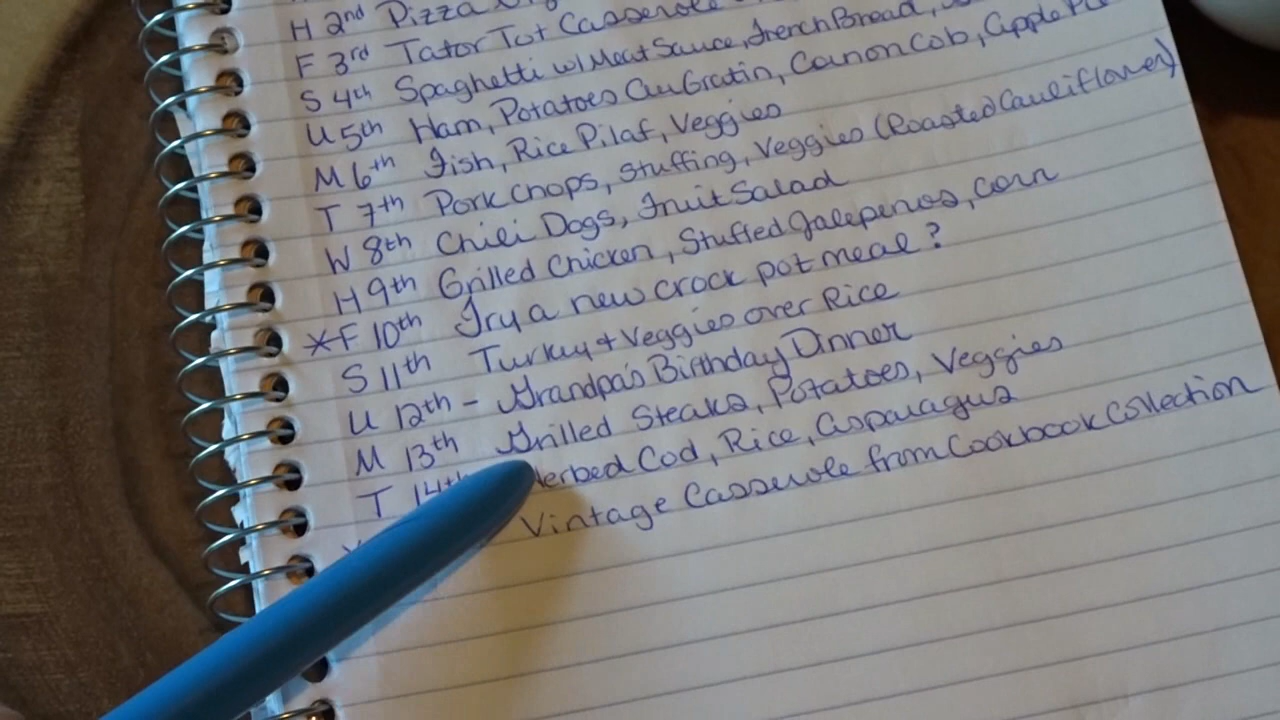 H 2nd Pizza
F 3rd Tator Tot Casserole
S 4th Spaghetti w/ Meat Sauce, French Bread,
U 5th Ham, Potatoes Au Gratin, Corn on Cob, Apple Pie
M 6th Fish, Rice Pilaf, Veggies
T 7th Pork Chops, Stuffing, Veggies (Roasted Cauliflower)
W 8th Chili Dogs, Fruit Salad
H 9th Grilled Chicken, Stuffed Jalepenos, Corn
*F 10th Try a new crock pot meal?
S 11th Turkey + Veggies over Rice
U 12th - Grandpa's Birthday Dinner
M 13th Grilled Steaks, Potatoes, Veggies
T 14th Herbed Cod, Rice, Asparagus
Vintage Casserole from Cookbook Collection